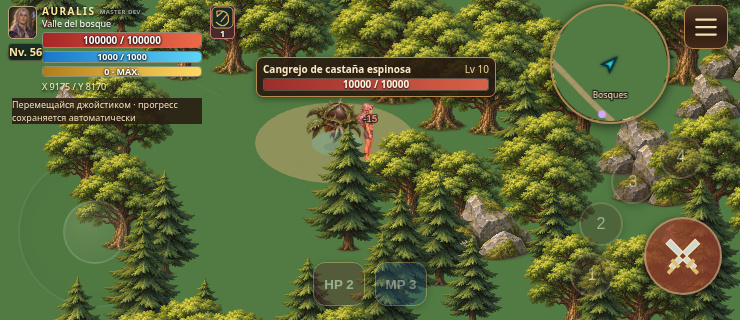 AURALIS MASTER DEV
Valle del bosque
Nv. 56
100000 / 100000
1000 / 1000
0 - MAX.
X 9175 / Y 8170
Перемещайся джойстиком · прогресс
сохраняется автоматически
1
Cangrejo de castaña espinosa Lv 10
10000 / 10000
-15
Bosques
4
3
2
1
HP 2
MP 3